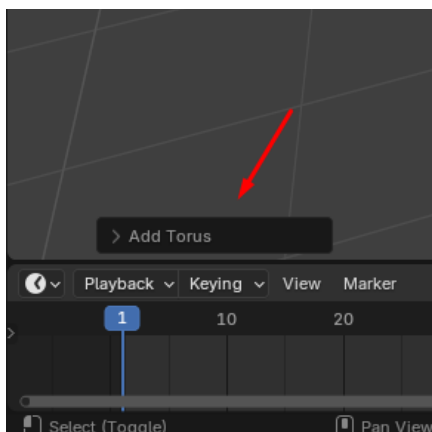 Add Torus
Playback Keying View Marker
1 10 20
Select (Toggle) Pan View